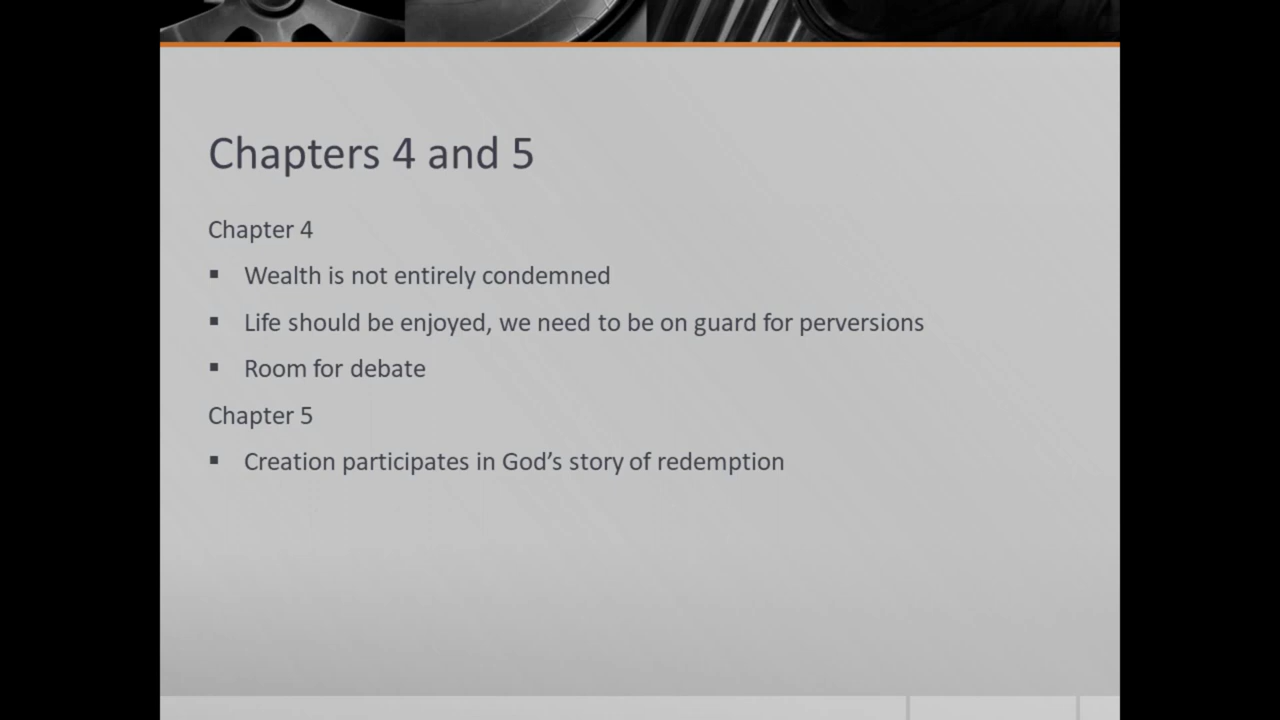 Chapters 4 and 5
Chapter 4
▪ Wealth is not entirely condemned
▪ Life should be enjoyed, we need to be on guard for perversions
▪ Room for debate
Chapter 5
▪ Creation participates in God’s story of redemption